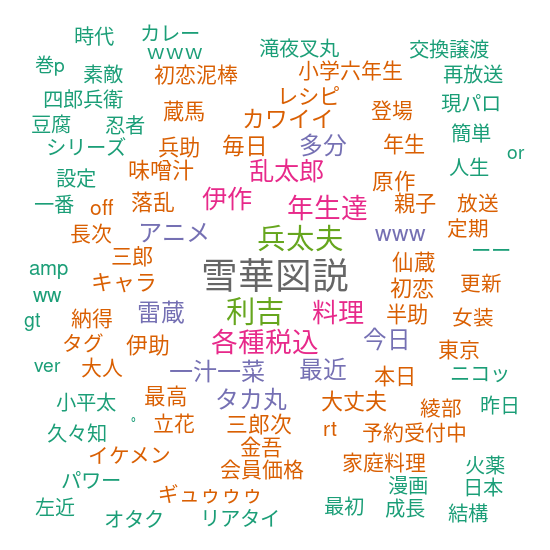 時代 カレー
www 滝夜叉丸 交換譲渡
巻p 素敵 初恋泥棒 小学六年生 再放送
四郎兵衛 蔵馬 レシピ 登場 現パロ
豆腐 忍者 カワイイ 簡単
シリーズ 兵助 毎日 多分 年生 or
設定 味噌汁 乱太郎 原作 人生
一番 off 落乱 伊作 年生達 親子 放送
長次 アニメ 兵太夫 www 定期
三郎 雪華図説 仙蔵 ーー
amp キャラ 初恋 更新
ww 雷蔵 利吉 料理 半助 女装
gt 納得
タグ 伊助 各種税込 今日 東京
ver 大人 一汁一菜 最近 本日 ニコッ
小平太 最高 タカ丸 大丈夫 綾部 昨日
久々知 ° 立花 三郎次 rt 予約受付中
イケメン 金吾
パワー 会員価格 家庭料理 火薬
左近 ギュゥゥゥ 漫画 日本
オタク リアタイ 最初 成長 結構